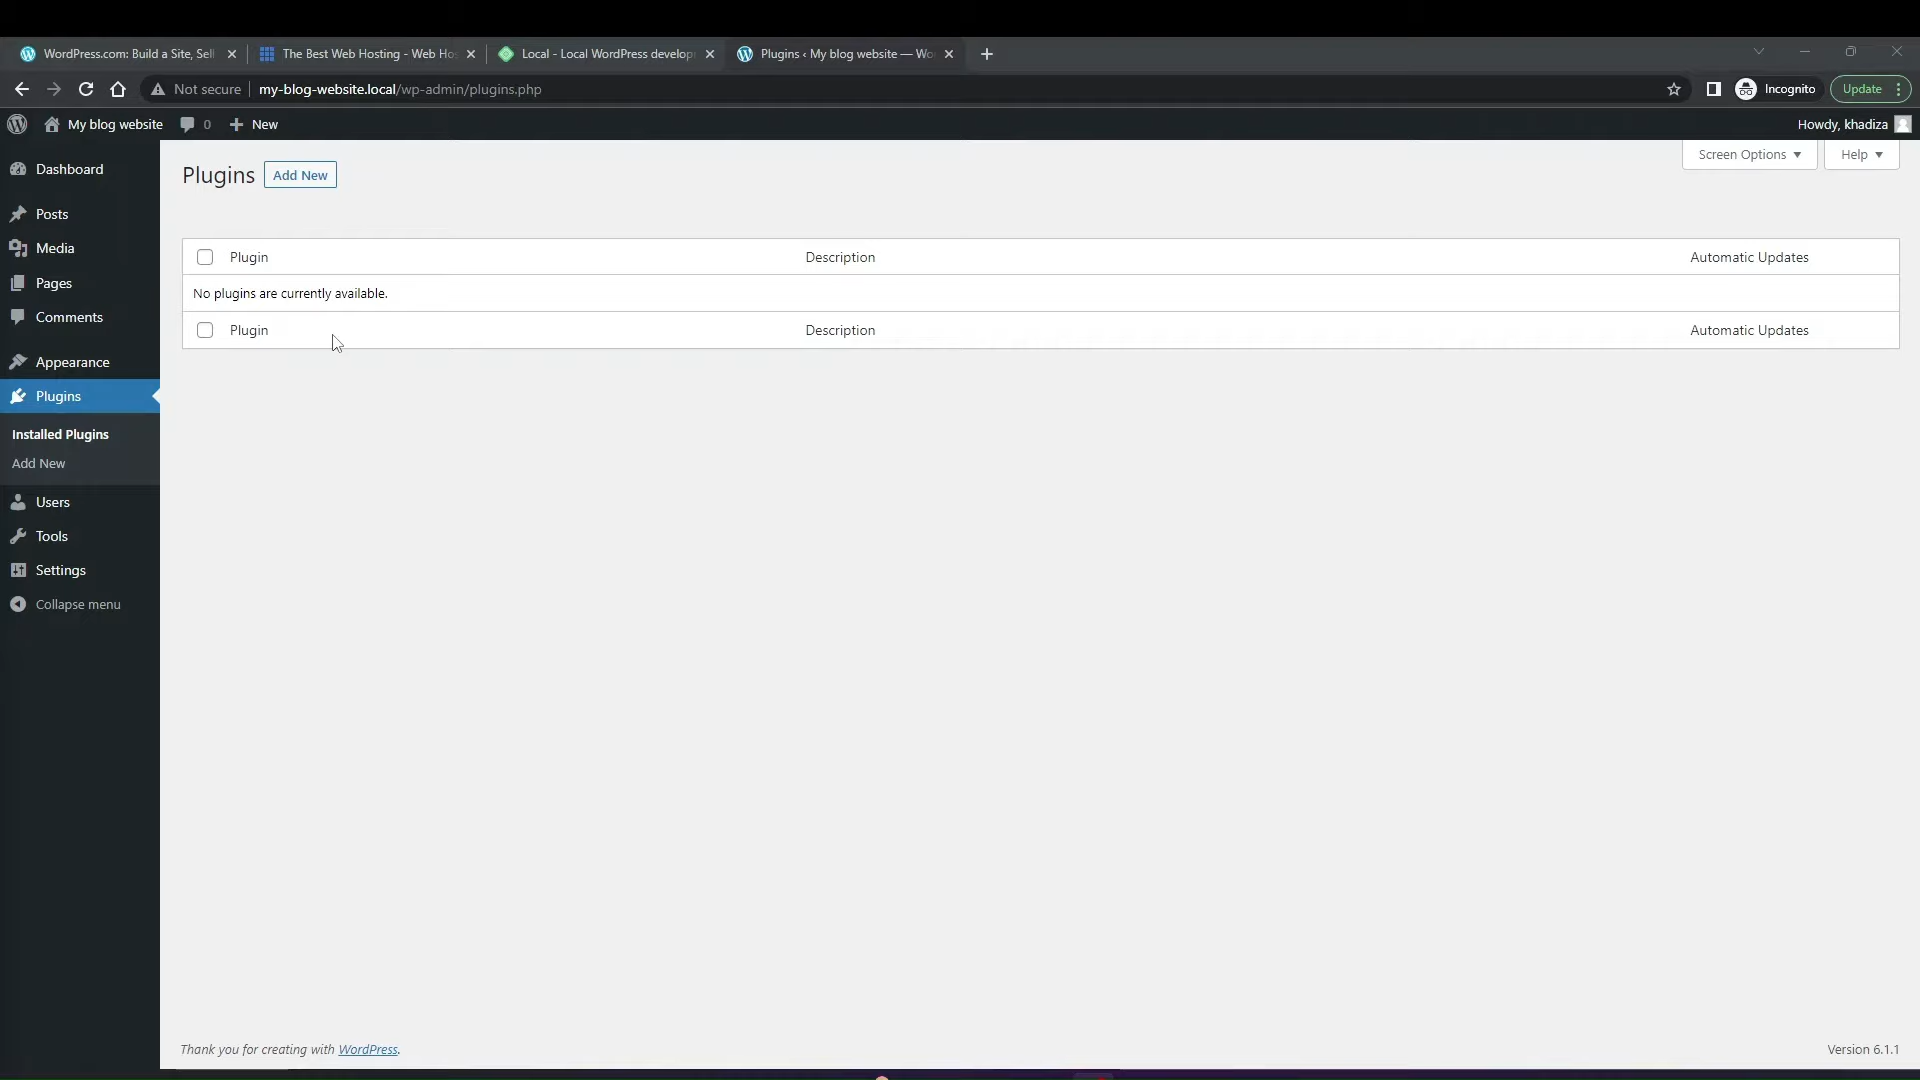 WordPress.com: Build a Site, Sell
The Best Web Hosting - Web Hos
Local - Local WordPress develop
Plugins ‹ My blog website — Wo
Not secure
my-blog-website.local/wp-admin/plugins.php
Incognito
Update
My blog website
0
New
Howdy, khadiza
Dashboard
Posts
Media
Pages
Comments
Appearance
Plugins
Installed Plugins
Add New
Users
Tools
Settings
Collapse menu
Screen Options
Help
Plugins
Add New
Plugin
Description
Automatic Updates
No plugins are currently available.
Plugin
Description
Automatic Updates
Thank you for creating with WordPress.
Version 6.1.1